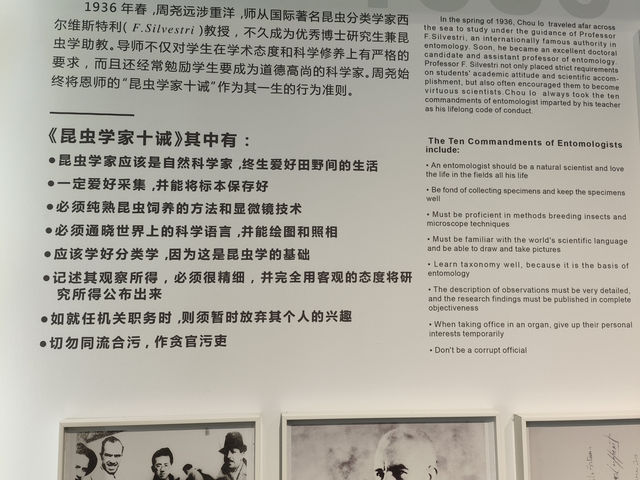 1936年春,周尧远涉重洋,师从国际著名昆虫分类学家西
尔维斯特利( F.Silvestri )教授,不久成为优秀博士研究生兼昆
虫学助教。导师不仅对学生在学术态度和科学修养上有严格的
要求,而且还经常勉励学生要成为道德高尚的科学家。周尧始
终将恩师的“昆虫学家十诫”作为其一生的行为准则。
《昆虫学家十诫》其中有:
●昆虫学家应该是自然科学家,终生爱好田野间的生活
●一定爱好采集,并能将标本保存好
●必须纯熟昆虫饲养的方法和显微镜技术
●必须通晓世界上的科学语言,并能绘图和照相
●应该学好分类学,因为这是昆虫学的基础
●记述其观察所得,必须很精细,并完全用客观的态度将研
究所得公布出来
●如就任机关职务时,则须暂时放弃其个人的兴趣
●切勿同流合污,作贪官污吏
In the spring of 1936, Chou Io traveled afar across
the sea to study under the guidance of Professor
F.Silvestri, an internationally famous authority in
entomology. Soon, he became an excellent doctoral
candidate and assistant professor of entomology.
Professor F. Silvestri not only placed strict requirements
on students' academic attitude and scientific accom-
plishment, but also often encouraged them to become
virtuous scientists.Chou Io always took the ten
commandments of entomologist imparted by his teacher
as his lifelong code of conduct.
The Ten Commandments of Entomologists
include:
• An entomologist should be a natural scientist and love
the life in the fields all his life
• Be fond of collecting specimens and keep the specimens
well
• Must be proficient in methods breeding insects and
microscope techniques
• Must be familiar with the world's scientific language
and be able to draw and take pictures
• Learn taxonomy well, because it is the basis of
entomology
• The description of observations must be very detailed,
and the research findings must be published in complete
objectiveness
• When taking office in an organ, give up their personal
interests temporarily
• Don't be a corrupt official